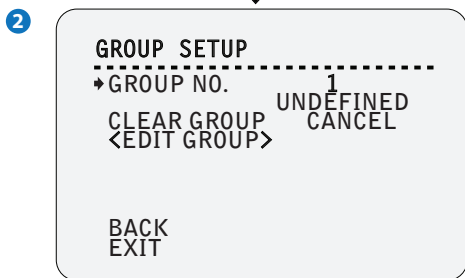 2
GROUP SETUP
GROUP NO. 1
UNDEFINED
CLEAR GROUP CANCEL
<EDIT GROUP>
BACK
EXIT